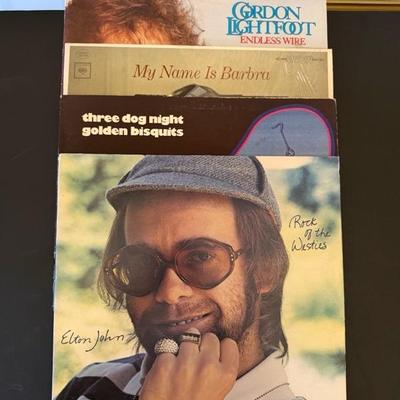 GORDON
LIGHTFOOT
ENDLESS WIRE
My Name Is Barbra
three dog night
golden bisquits
Rock
of the
Westies
Elton John